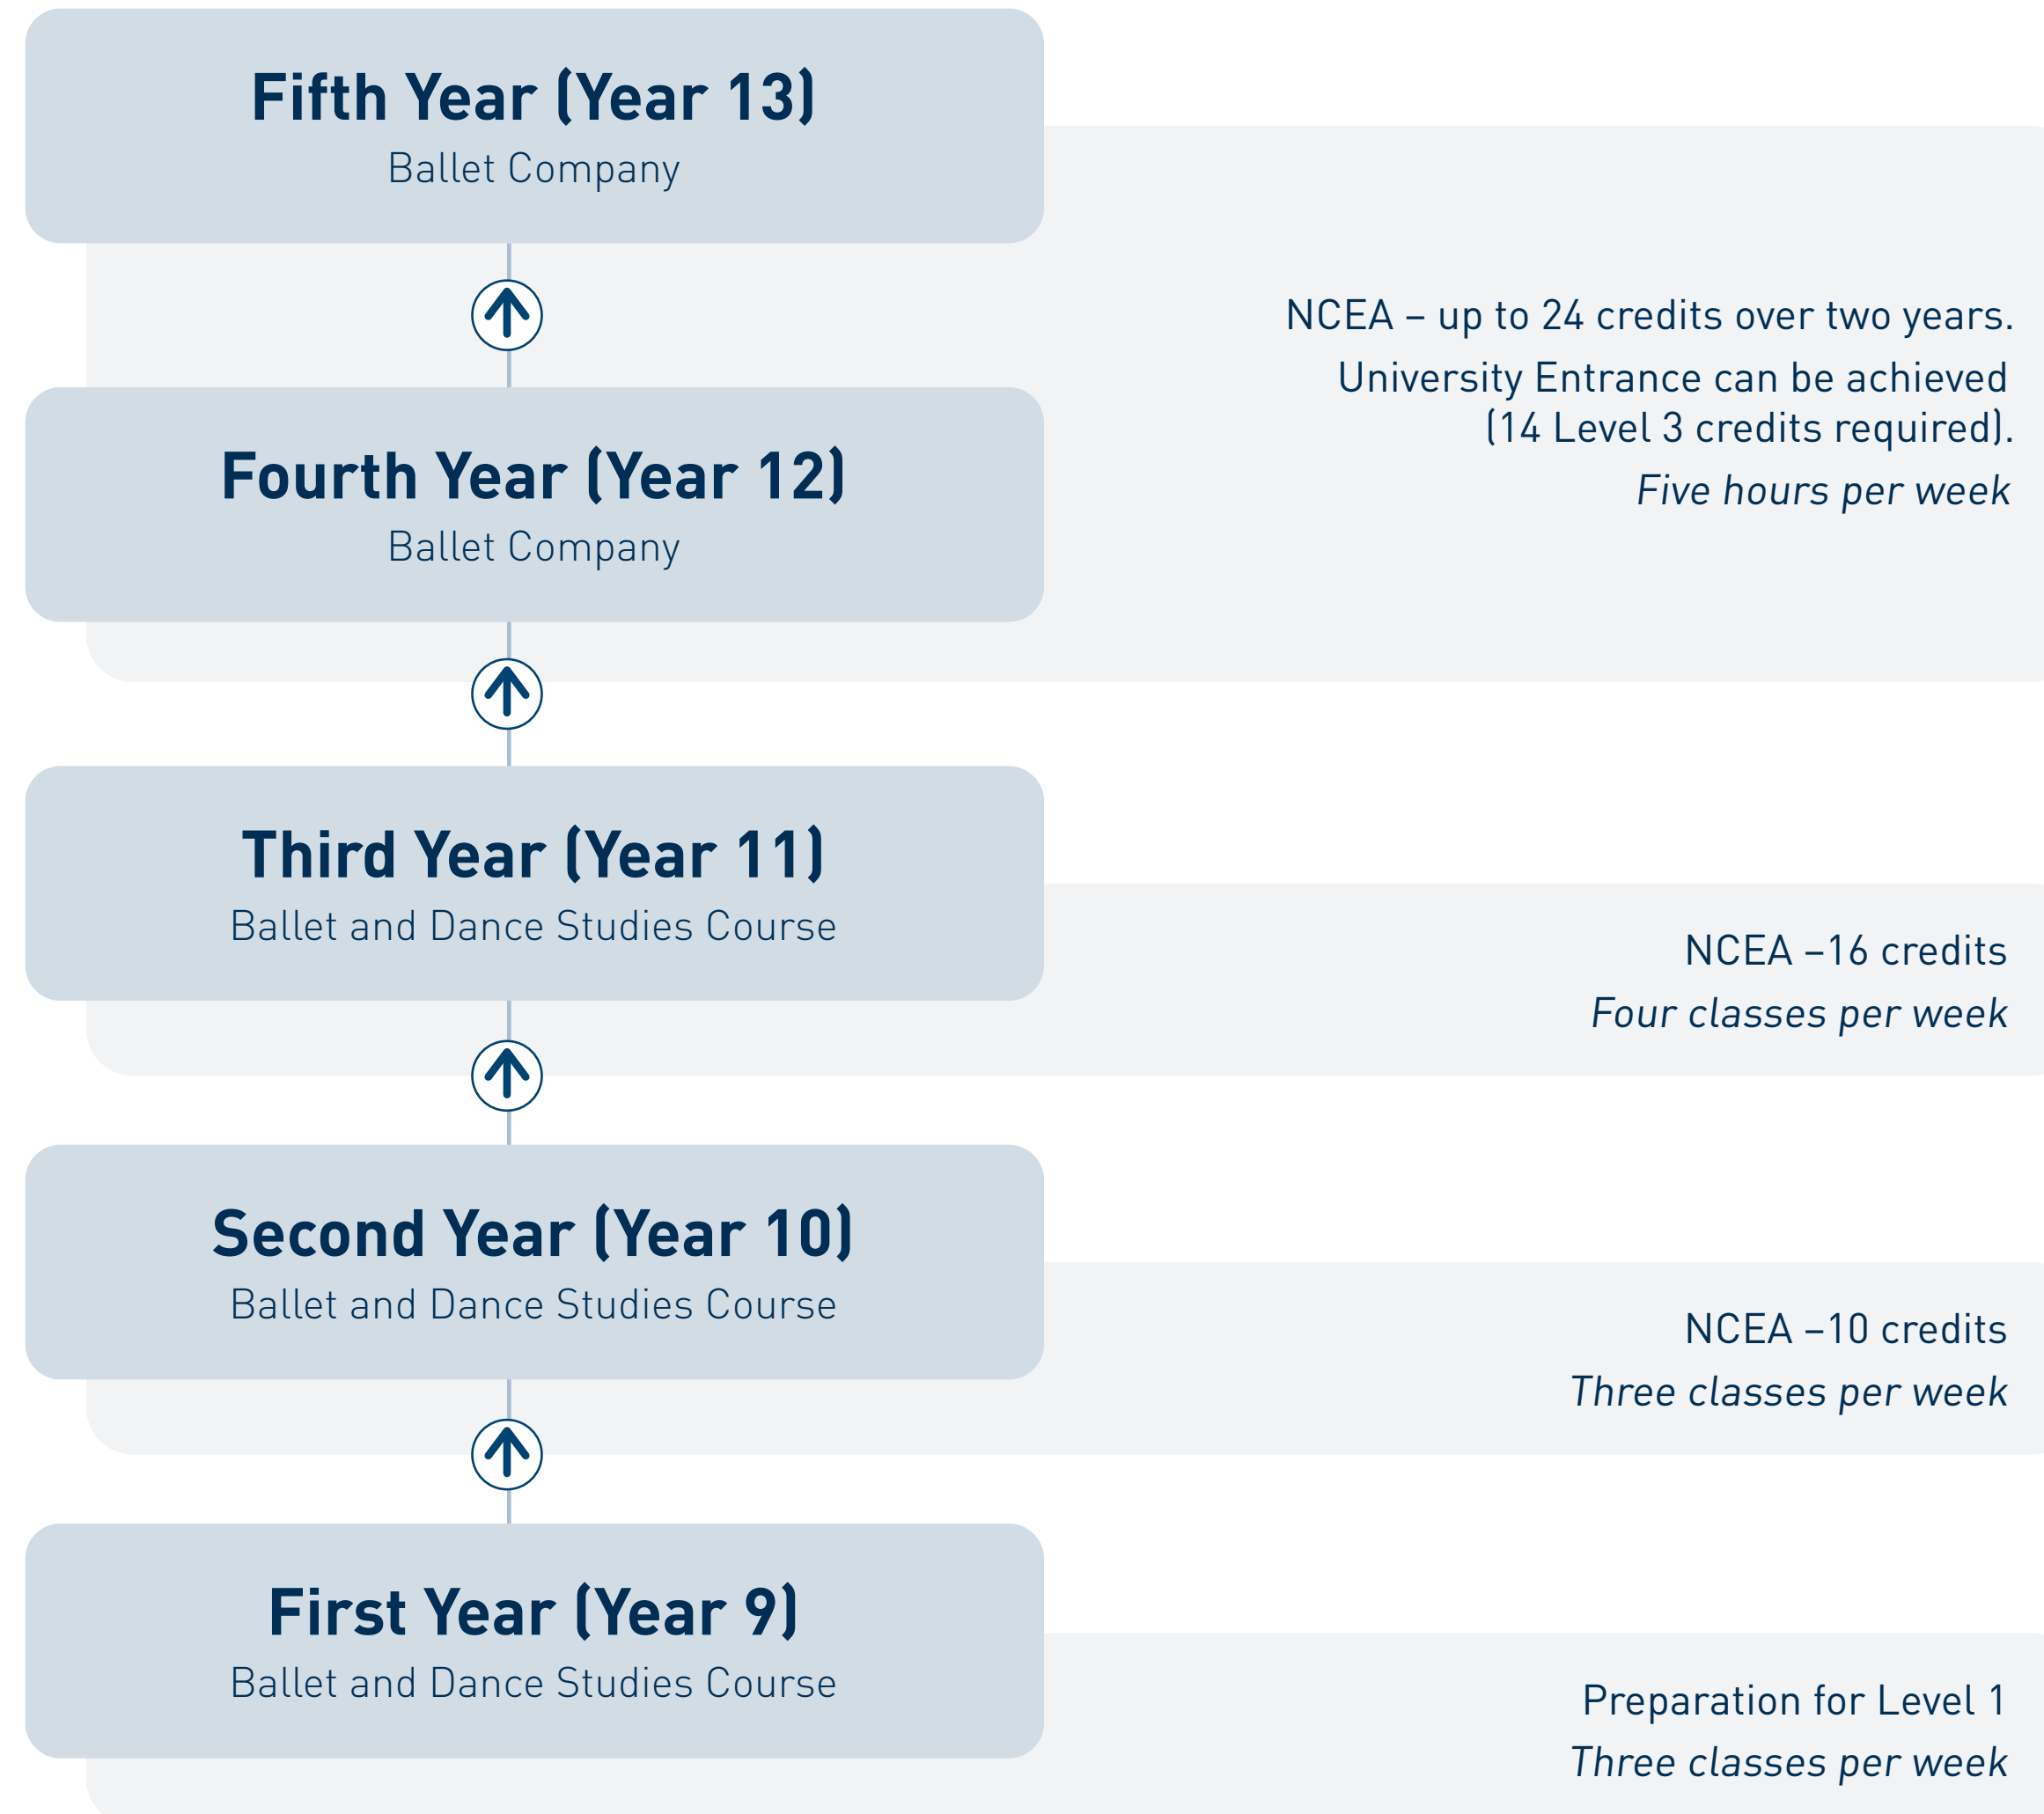 Fifth Year (Year 13)
Ballet Company
NCEA – up to 24 credits over two years.
University Entrance can be achieved
(14 Level 3 credits required).
Five hours per week
Fourth Year (Year 12)
Ballet Company
Third Year (Year 11)
Ballet and Dance Studies Course
NCEA –16 credits
Four classes per week
Second Year (Year 10)
Ballet and Dance Studies Course
NCEA –10 credits
Three classes per week
First Year (Year 9)
Ballet and Dance Studies Course
Preparation for Level 1
Three classes per week